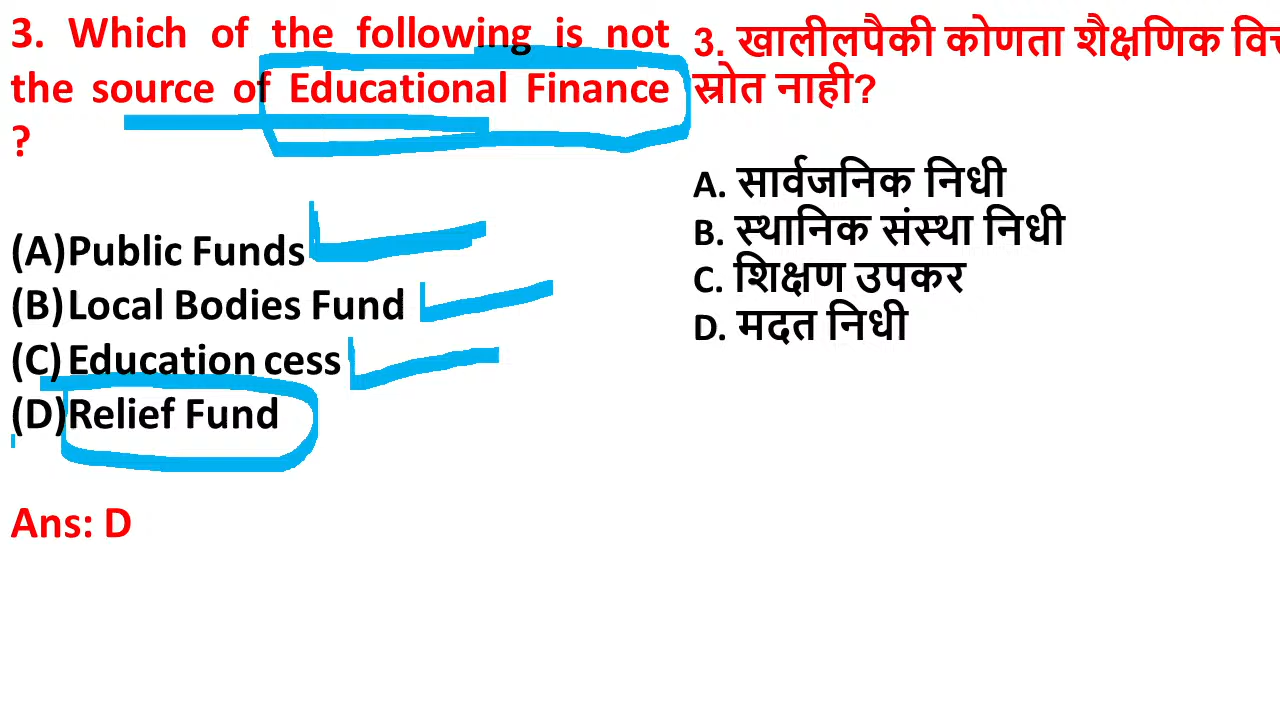 3. Which of the following is not
the source of Educational Finance
?
(A)Public Funds
(B)Local Bodies Fund
(C)Education cess
(D)Relief Fund
Ans: D
3. खालीलपैकी कोणता शैक्षणिक
स्रोत नाही?
A. सार्वजनिक निधी
B. स्थानिक संस्था निधी
C. शिक्षण उपकर
D. मदत निधी